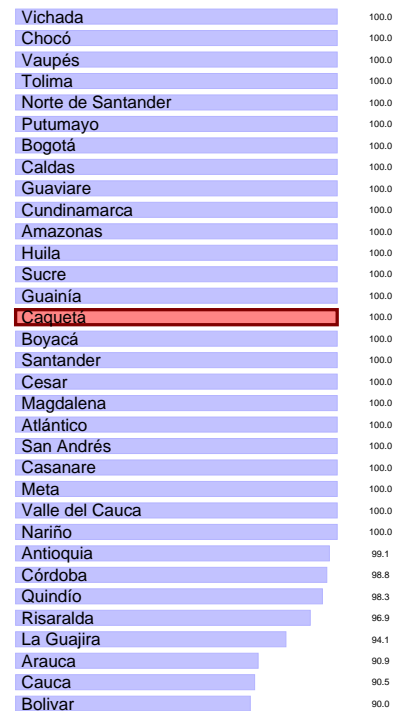 Vichada 100.0
Chocó 100.0
Vaupés 100.0
Tolima 100.0
Norte de Santander 100.0
Putumayo 100.0
Bogotá 100.0
Caldas 100.0
Guaviare 100.0
Cundinamarca 100.0
Amazonas 100.0
Huila 100.0
Sucre 100.0
Guainía 100.0
Caquetá 100.0
Boyacá 100.0
Santander 100.0
Cesar 100.0
Magdalena 100.0
Atlántico 100.0
San Andrés 100.0
Casanare 100.0
Meta 100.0
Valle del Cauca 100.0
Nariño 100.0
Antioquia 99.1
Córdoba 98.8
Quindío 98.3
Risaralda 96.9
La Guajira 94.1
Arauca 90.9
Cauca 90.5
Bolivar 90.0